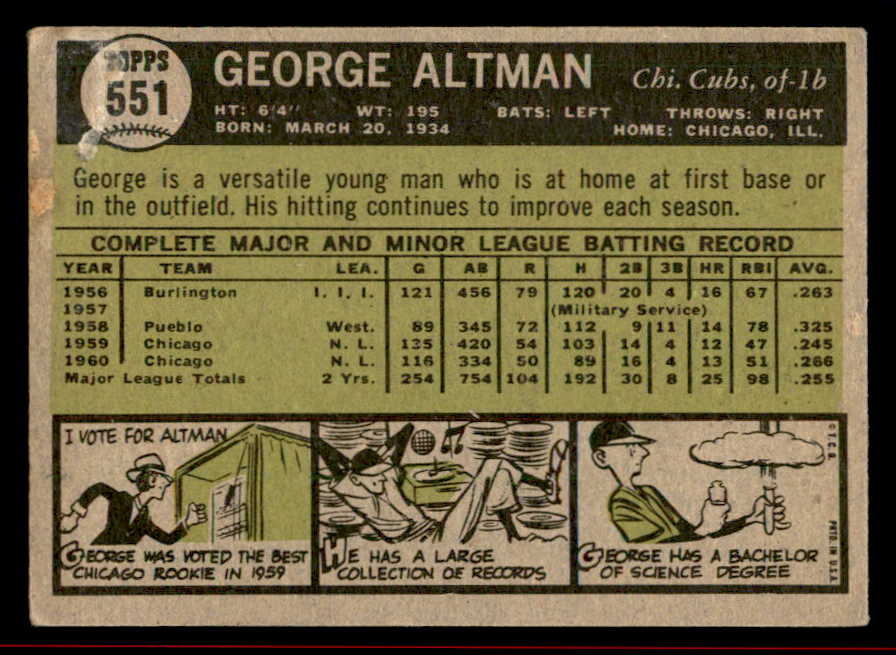 TOPPS
551
GEORGE ALTMAN
Chi. Cubs, of-1b
HT: 6'4" WT: 195 BATS: LEFT THROWS: RIGHT
BORN: MARCH 20, 1934 HOME: CHICAGO, ILL.
George is a versatile young man who is at home at first base or
in the outfield. His hitting continues to improve each season.
COMPLETE MAJOR AND MINOR LEAGUE BATTING RECORD
YEAR TEAM LEA. G AB R H 2B 3B HR RBI AVG.
1956 Burlington I. I. I. 121 456 79 120 20 4 16 67 .263
1957 (Military Service)
1958 Pueblo West. 89 345 72 112 9 11 14 78 .325
1959 Chicago N. L. 135 420 54 103 14 4 12 47 .245
1960 Chicago N. L. 116 334 50 89 16 4 13 51 .266
Major League Totals 2 Yrs. 254 754 104 192 30 8 25 98 .255
I VOTE FOR ALTMAN
GEORGE WAS VOTED THE BEST
CHICAGO ROOKIE IN 1959
HE HAS A LARGE
COLLECTION OF RECORDS
GEORGE HAS A BACHELOR
OF SCIENCE DEGREE
© T.C.G.
PRTD. IN U.S.A.